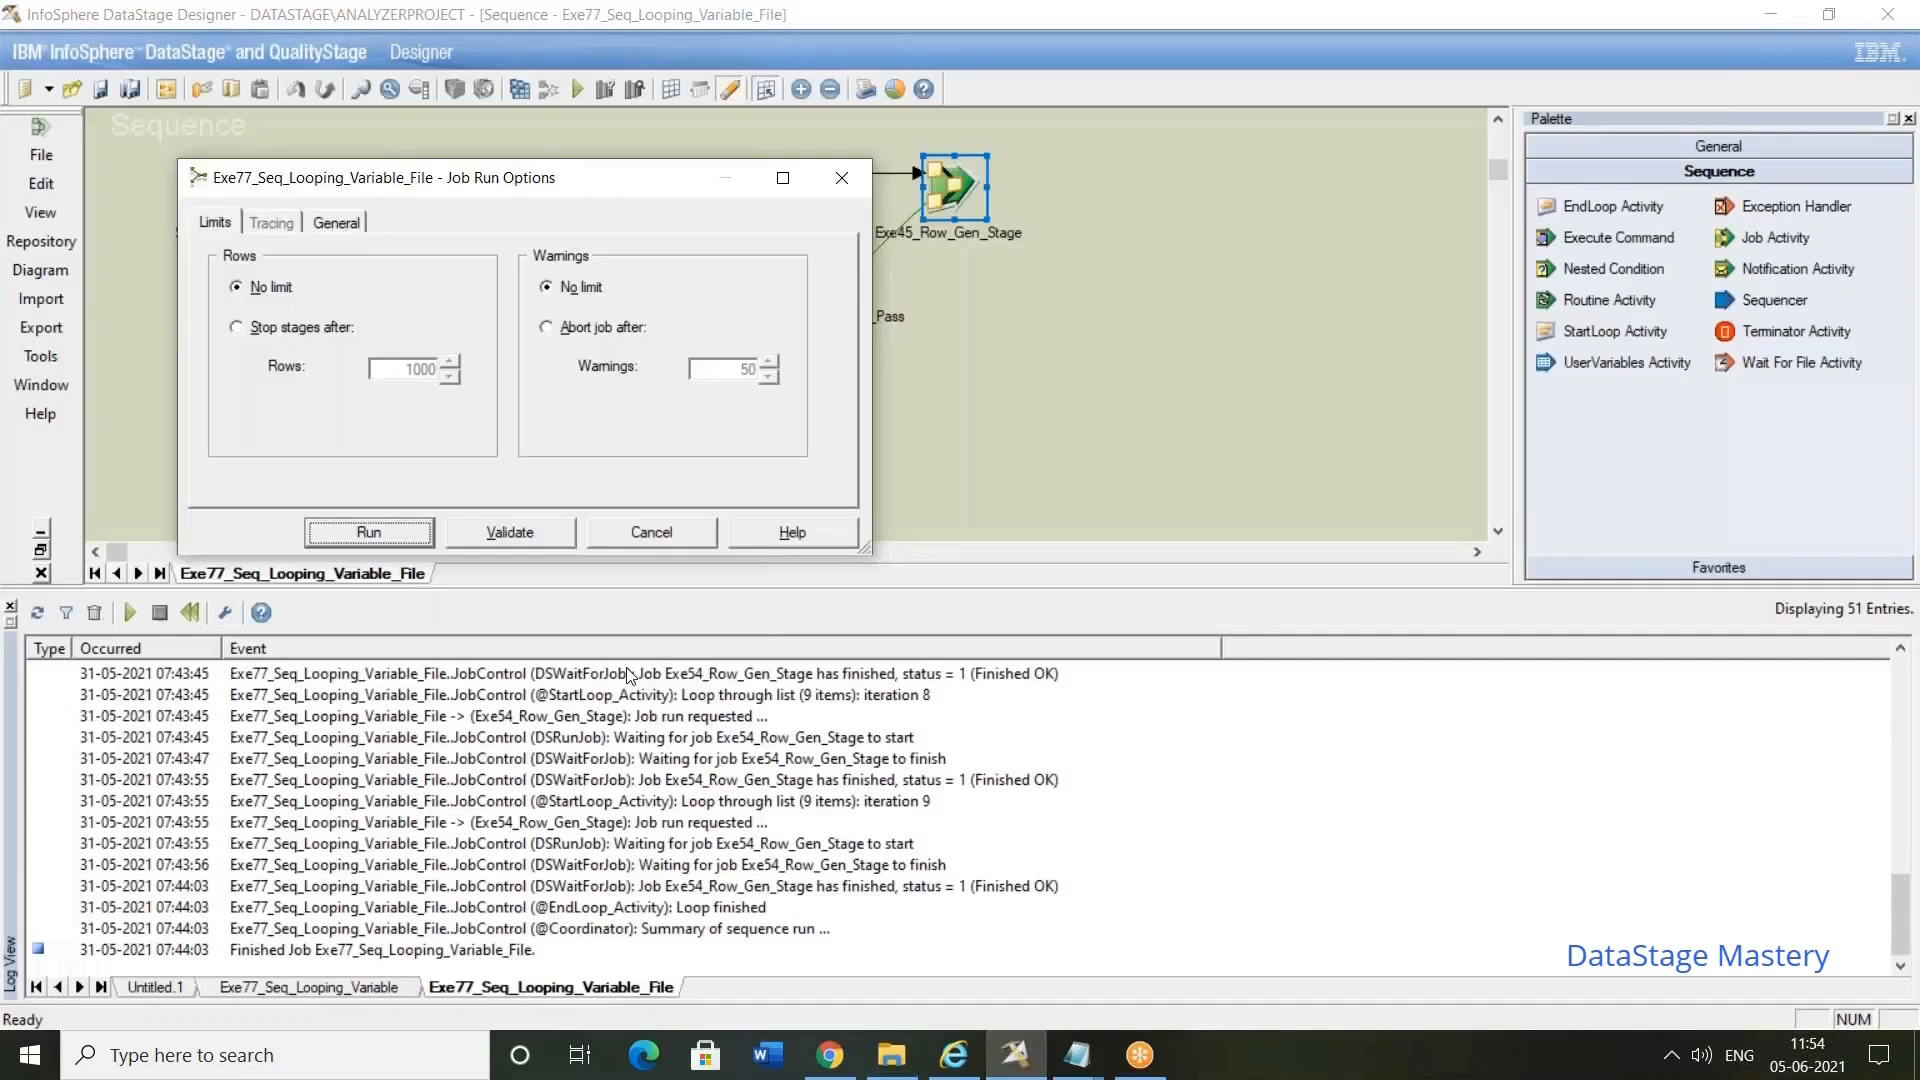 InfoSphere DataStage Designer - DATASTAGE\ANALYZERPROJECT - [Sequence - Exe77_Seq_Looping_Variable_File]
IBM® InfoSphere™ DataStage® and QualityStage Designer
IBM.
File
Edit
View
Repository
Diagram
Import
Export
Tools
Window
Help
Sequence
Exe77_Seq_Looping_Variable_File - Job Run Options
Limits
Tracing
General
Rows
No limit
Stop stages after:
Rows:
1000
Warnings
No limit
Abort job after:
Warnings:
50
Run
Validate
Cancel
Help
Exe45_Row_Gen_Stage
_Pass
Exe77_Seq_Looping_Variable_File
Palette
General
Sequence
EndLoop Activity
Exception Handler
Execute Command
Job Activity
Nested Condition
Notification Activity
Routine Activity
Sequencer
StartLoop Activity
Terminator Activity
UserVariables Activity
Wait For File Activity
Favorites
Displaying 51 Entries.
Type Occurred Event
31-05-2021 07:43:45 Exe77_Seq_Looping_Variable_File..JobControl (DSWaitForJob): Job Exe54_Row_Gen_Stage has finished, status = 1 (Finished OK)
31-05-2021 07:43:45 Exe77_Seq_Looping_Variable_File..JobControl (@StartLoop_Activity): Loop through list (9 items): iteration 8
31-05-2021 07:43:45 Exe77_Seq_Looping_Variable_File -> (Exe54_Row_Gen_Stage): Job run requested ...
31-05-2021 07:43:45 Exe77_Seq_Looping_Variable_File..JobControl (DSRunJob): Waiting for job Exe54_Row_Gen_Stage to start
31-05-2021 07:43:47 Exe77_Seq_Looping_Variable_File..JobControl (DSWaitForJob): Waiting for job Exe54_Row_Gen_Stage to finish
31-05-2021 07:43:55 Exe77_Seq_Looping_Variable_File..JobControl (DSWaitForJob): Job Exe54_Row_Gen_Stage has finished, status = 1 (Finished OK)
31-05-2021 07:43:55 Exe77_Seq_Looping_Variable_File..JobControl (@StartLoop_Activity): Loop through list (9 items): iteration 9
31-05-2021 07:43:55 Exe77_Seq_Looping_Variable_File -> (Exe54_Row_Gen_Stage): Job run requested ...
31-05-2021 07:43:55 Exe77_Seq_Looping_Variable_File..JobControl (DSRunJob): Waiting for job Exe54_Row_Gen_Stage to start
31-05-2021 07:43:56 Exe77_Seq_Looping_Variable_File..JobControl (DSWaitForJob): Waiting for job Exe54_Row_Gen_Stage to finish
31-05-2021 07:44:03 Exe77_Seq_Looping_Variable_File..JobControl (DSWaitForJob): Job Exe54_Row_Gen_Stage has finished, status = 1 (Finished OK)
31-05-2021 07:44:03 Exe77_Seq_Looping_Variable_File..JobControl (@EndLoop_Activity): Loop finished
31-05-2021 07:44:03 Exe77_Seq_Looping_Variable_File..JobControl (@Coordinator): Summary of sequence run ...
31-05-2021 07:44:03 Finished Job Exe77_Seq_Looping_Variable_File.
Log View
DataStage Mastery
Untitled.1
Exe77_Seq_Looping_Variable
Exe77_Seq_Looping_Variable_File
Ready
NUM
Type here to search
ENG
11:54
05-06-2021